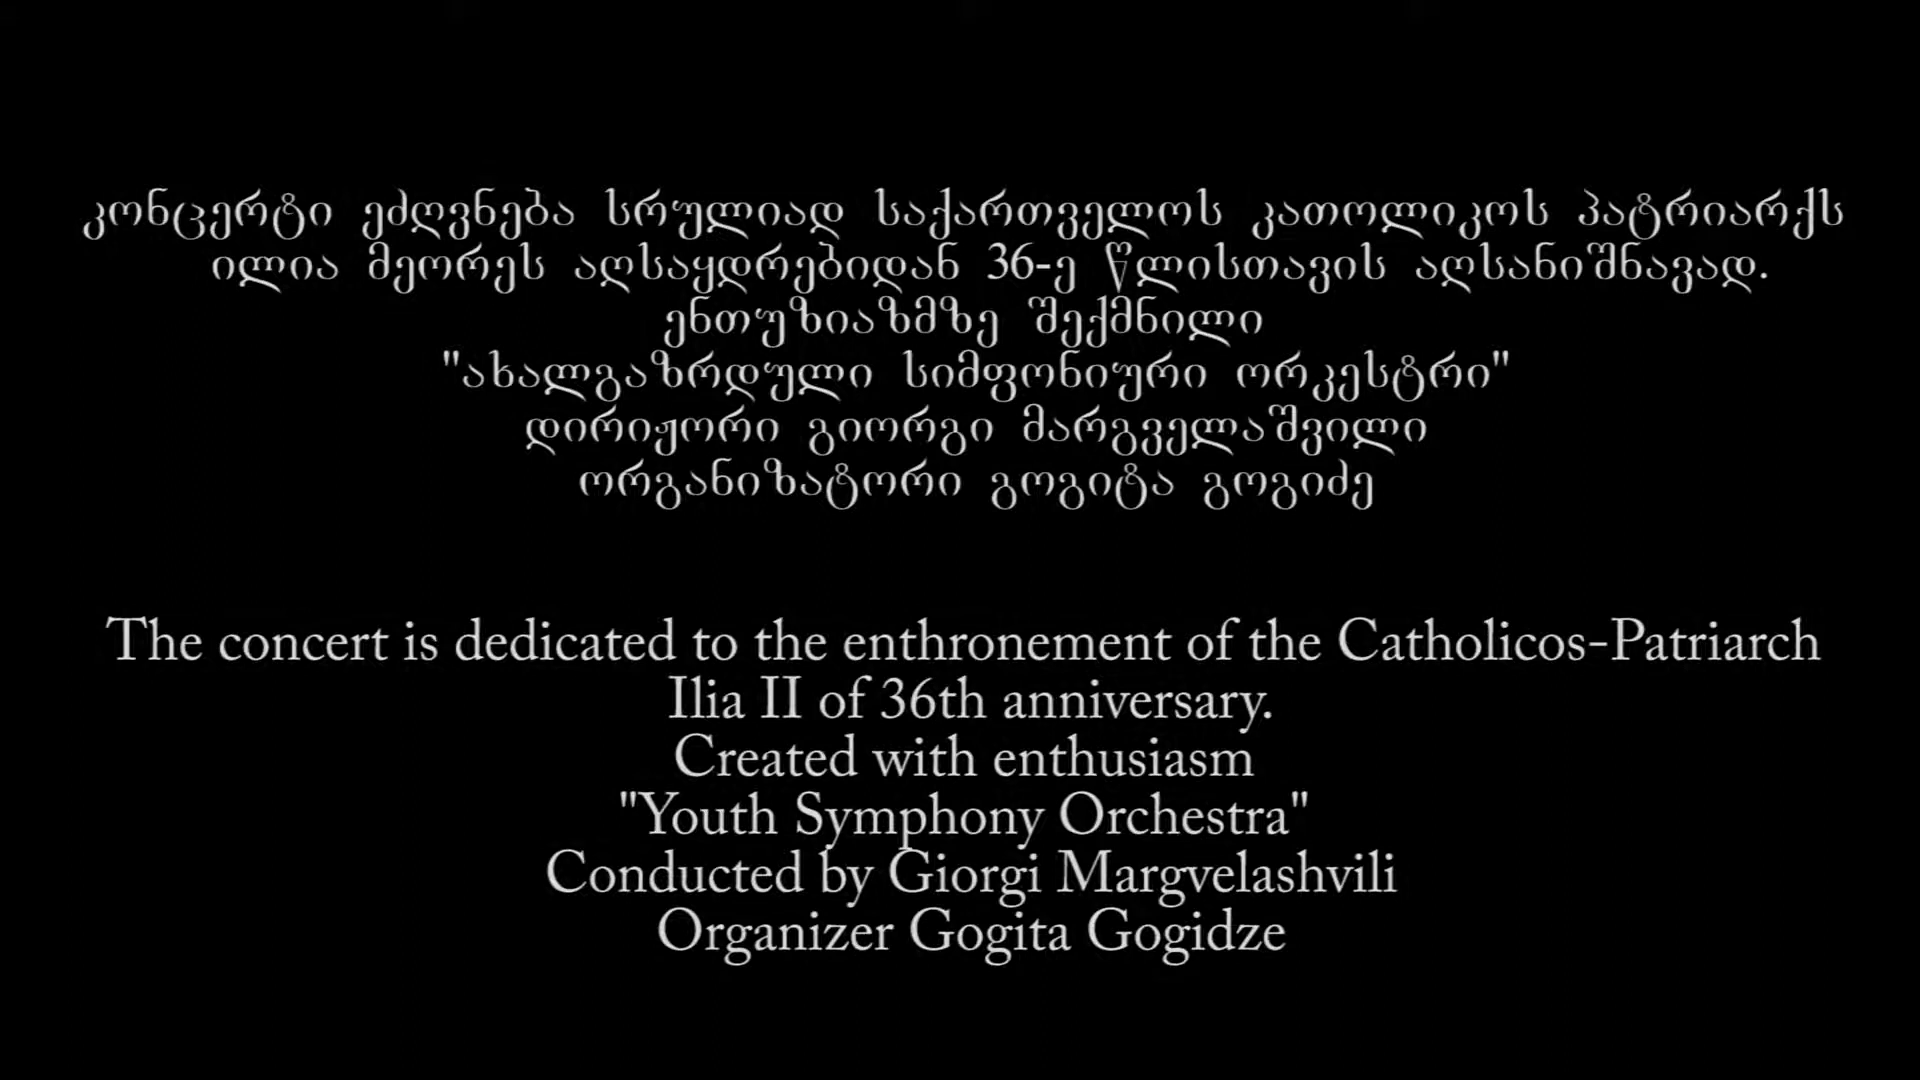 კონცერტი ეძღვნება სრულიად საქართველოს კათოლიკოს პატრიარქს
ილია მეორეს აღსაყდრებიდან 36-ე წლისთავის აღსანიშნავად.
ენთუზიაზმზე შექმნილი
"ახალგაზრდული სიმფონიური ორკესტრი"
დირიჟორი გიორგი მარგველაშვილი
ორგანიზატორი გოგიტა გოგიძე
The concert is dedicated to the enthronement of the Catholicos-Patriarch
Ilia II of 36th anniversary.
Created with enthusiasm
"Youth Symphony Orchestra"
Conducted by Giorgi Margvelashvili
Organizer Gogita Gogidze